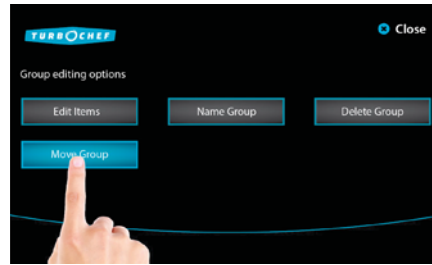 TURBOCHEF
Close
Group editing options
Edit Items
Name Group
Delete Group
Move Group